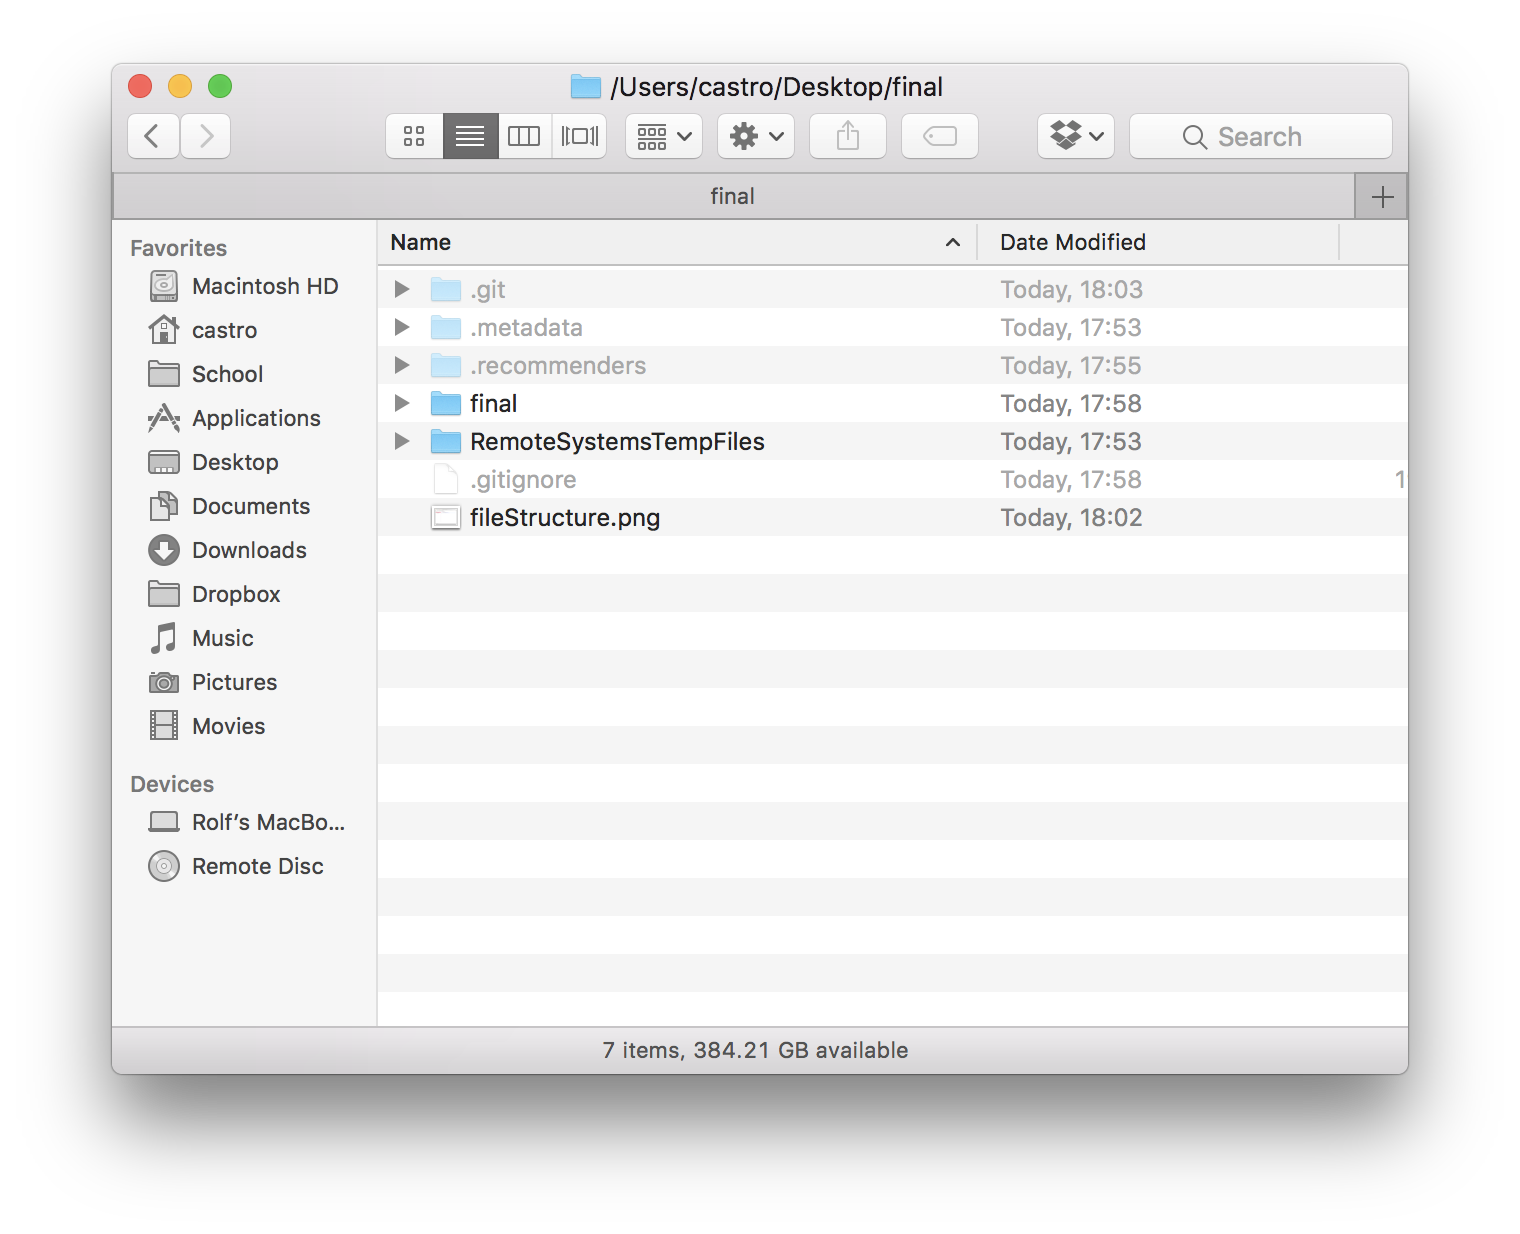 /Users/castro/Desktop/final
Search
final
Favorites
Macintosh HD
castro
School
Applications
Desktop
Documents
Downloads
Dropbox
Music
Pictures
Movies
Devices
Rolf’s MacBo...
Remote Disc
Name Date Modified
.git Today, 18:03
.metadata Today, 17:53
.recommenders Today, 17:55
final Today, 17:58
RemoteSystemsTempFiles Today, 17:53
.gitignore Today, 17:58 1
fileStructure.png Today, 18:02
7 items, 384.21 GB available